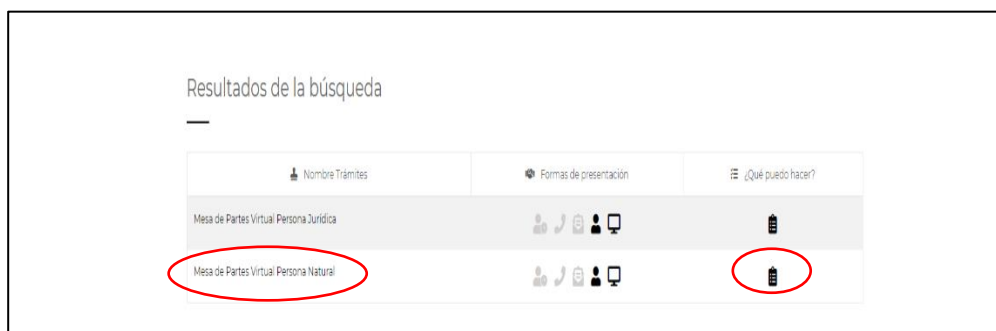 Resultados de la búsqueda
Nombre Trámites
Formas de presentación
¿Qué puedo hacer?
Mesa de Partes Virtual Persona Jurídica
Mesa de Partes Virtual Persona Natural